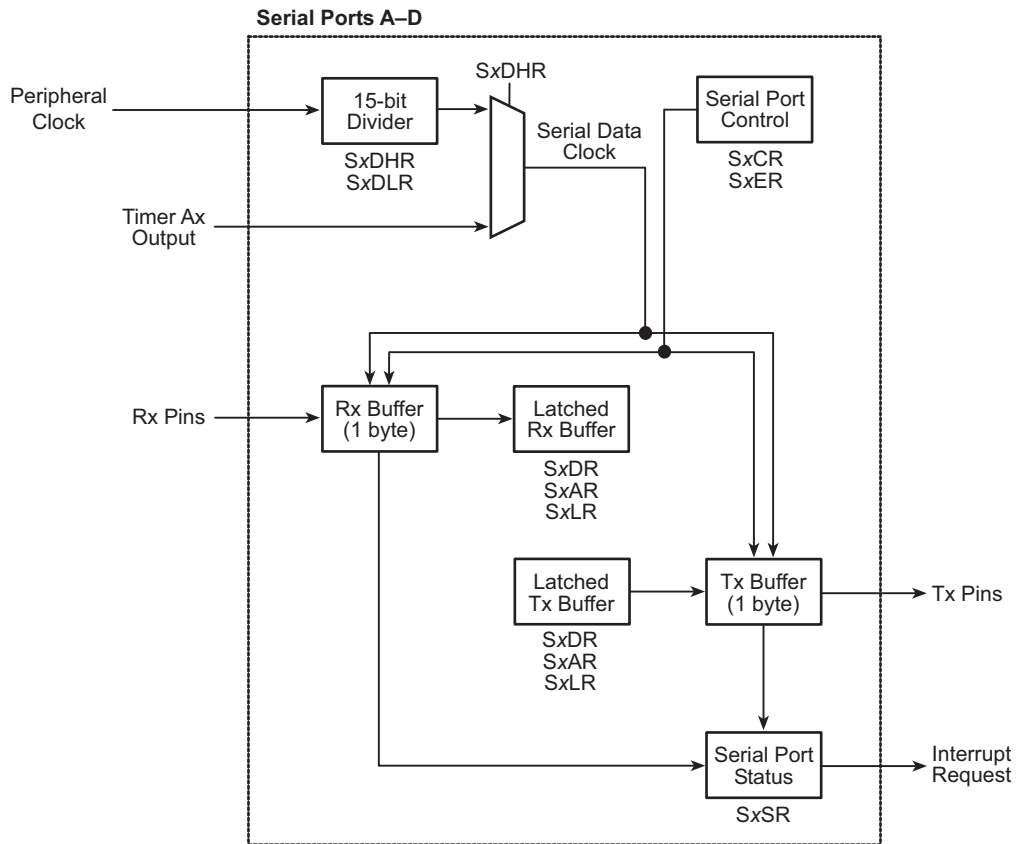 Serial Ports A–D
SxDHR
Peripheral
Clock
15-bit
Divider
SxDHR
SxDLR
Serial Data
Clock
Serial Port
Control
SxCR
SxER
Timer Ax
Output
Rx Pins
Rx Buffer
(1 byte)
Latched
Rx Buffer
SxDR
SxAR
SxLR
Latched
Tx Buffer
SxDR
SxAR
SxLR
Tx Buffer
(1 byte)
Tx Pins
Serial Port
Status
SxSR
Interrupt
Request